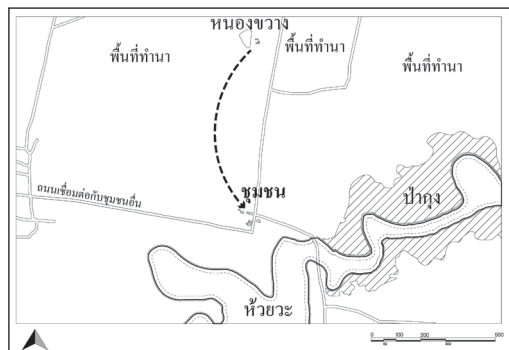 หนองขวาง
พื้นที่ทำนา
พื้นที่ทำนา
พื้นที่ทำนา
ถนนเชื่อมต่อกับชุมชนอื่น
ชุมชน
ป่ากุง
ห้วยวะ
0 100 200 500